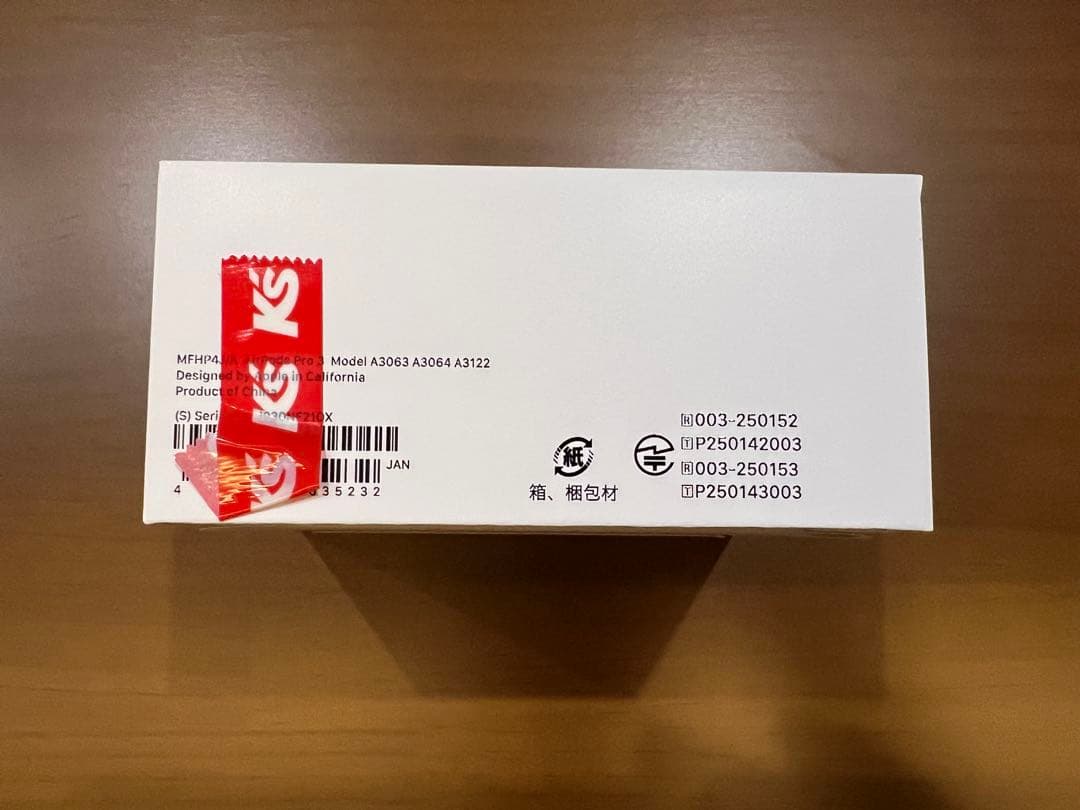 K's K's K's
MFHP4J/A AirPods Pro 3 Model A3063 A3064 A3122
Designed by Apple in California
Product of China
(S)
JAN
4 35232
紙
箱、梱包材
R 003-250152
T P250142003
R 003-250153
T P250143003